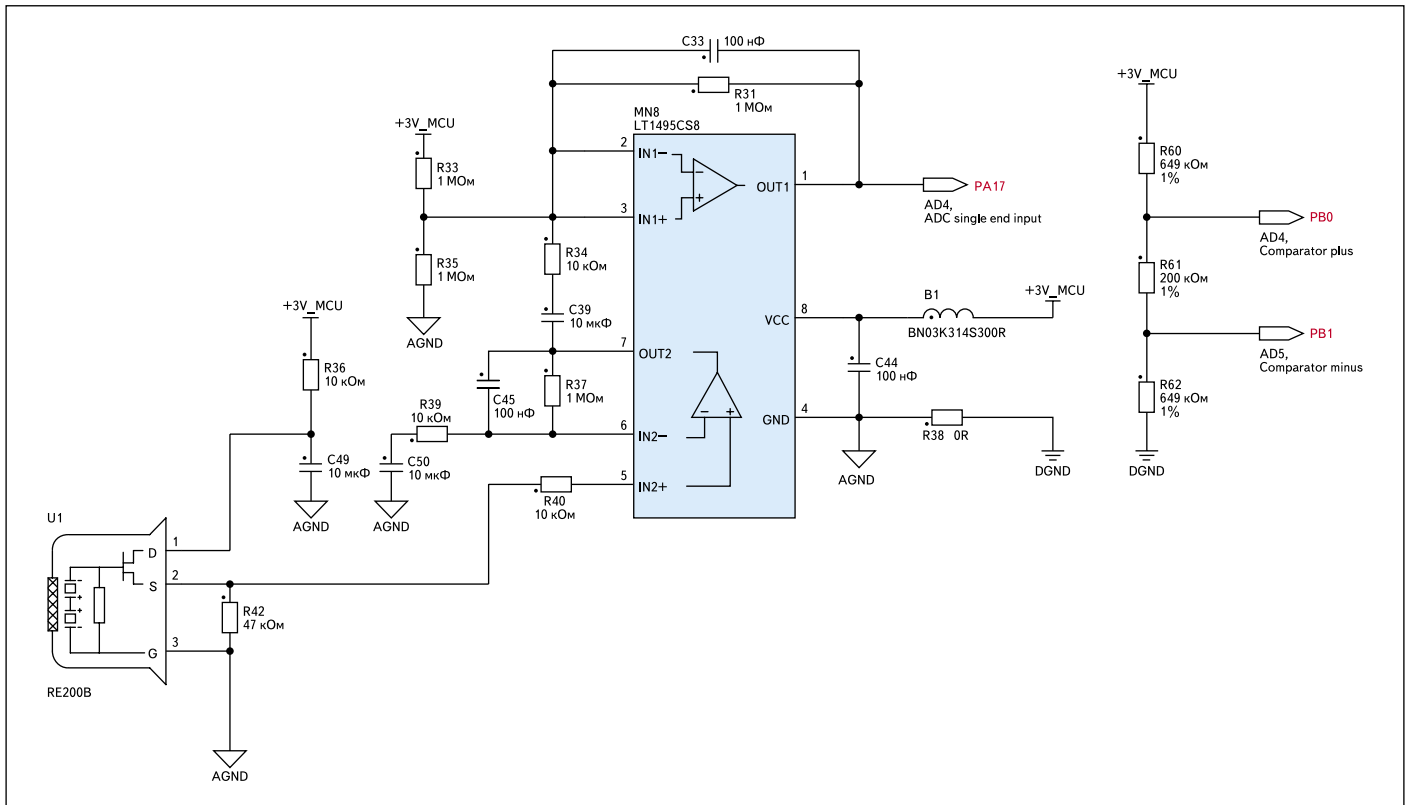 C33 100 нФ
R31
1 МОм
MN8
LT1495CS8
+3V_MCU
R33
1 МОм
2 IN1−
− +
OUT1 1
3 IN1+
PA17
AD4,
ADC single end input
R34
10 кОм
R35
1 МОм
AGND
C39
10 мкФ
+3V_MCU
R36
10 кОм
7 OUT2
C45
100 нФ
R37
1 МОм
R39
10 кОм
6 IN2−
− +
5 IN2+
R40
10 кОм
C49
10 мкФ
AGND
C50
10 мкФ
AGND
VCC 8
B1
BN03K314S300R
+3V_MCU
C44
100 нФ
GND 4
R38 0R
AGND
DGND
+3V_MCU
R60
649 кОм
1%
PB0
AD4,
Comparator plus
R61
200 кОм
1%
PB1
AD5,
Comparator minus
R62
649 кОм
1%
DGND
U1
D 1
S 2
G 3
− + + −
R42
47 кОм
RE200B
AGND